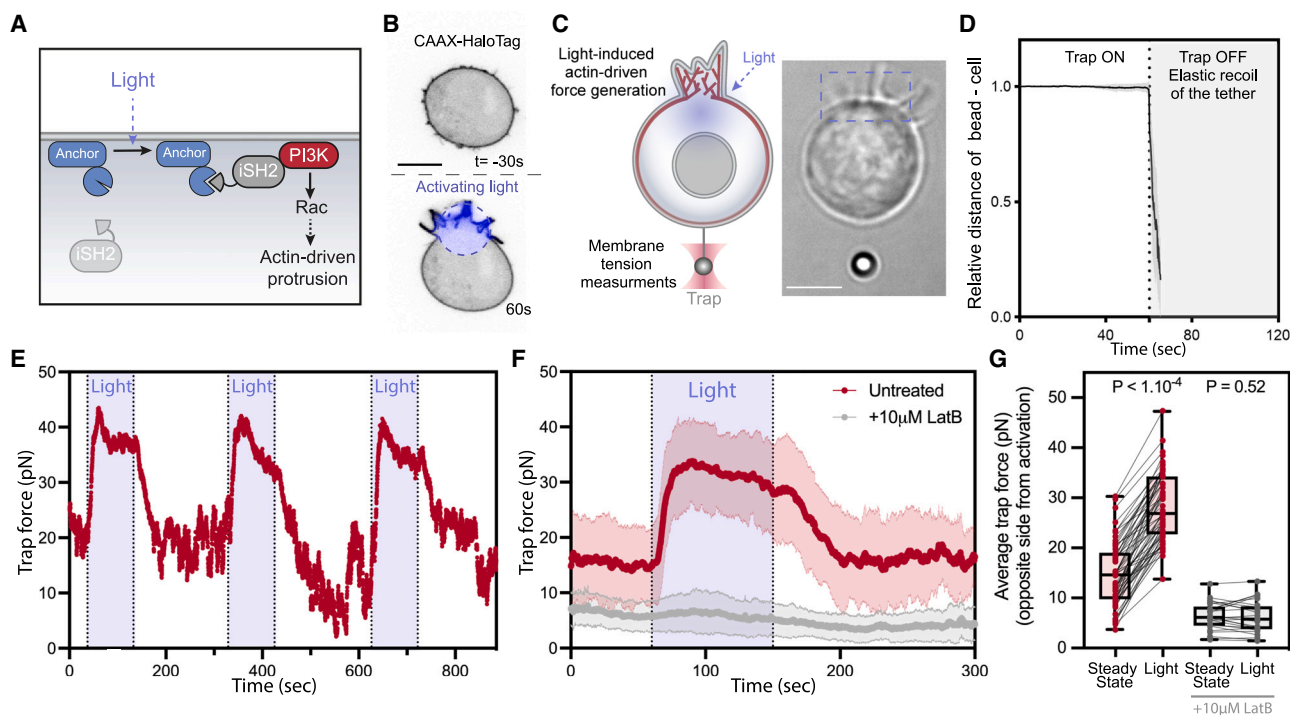 A
Light
Anchor
Anchor
iSH2
PI3K
Rac
iSH2
Actin-driven
protrusion
B
CAAX-HaloTag
t= -30s
Activating light
60s
C
Light-induced
actin-driven
force generation
Light
Membrane
tension
measurments
Trap
D
Relative distance of bead - cell
1.0
0.5
0.0
Trap ON
Trap OFF
Elastic recoil
of the tether
0
60
120
Time (sec)
E
Trap force (pN)
50
40
30
20
10
0
Light
Light
Light
0
200
400
600
800
Time (sec)
F
Trap force (pN)
50
40
30
20
10
0
Light
Untreated
+10μM LatB
0
100
200
300
Time (sec)
G
Average trap force (pN)
(opposite side from activation)
50
40
30
20
10
0
P < 1.10-4
P = 0.52
Steady
State
Light
Steady
State
Light
+10μM LatB